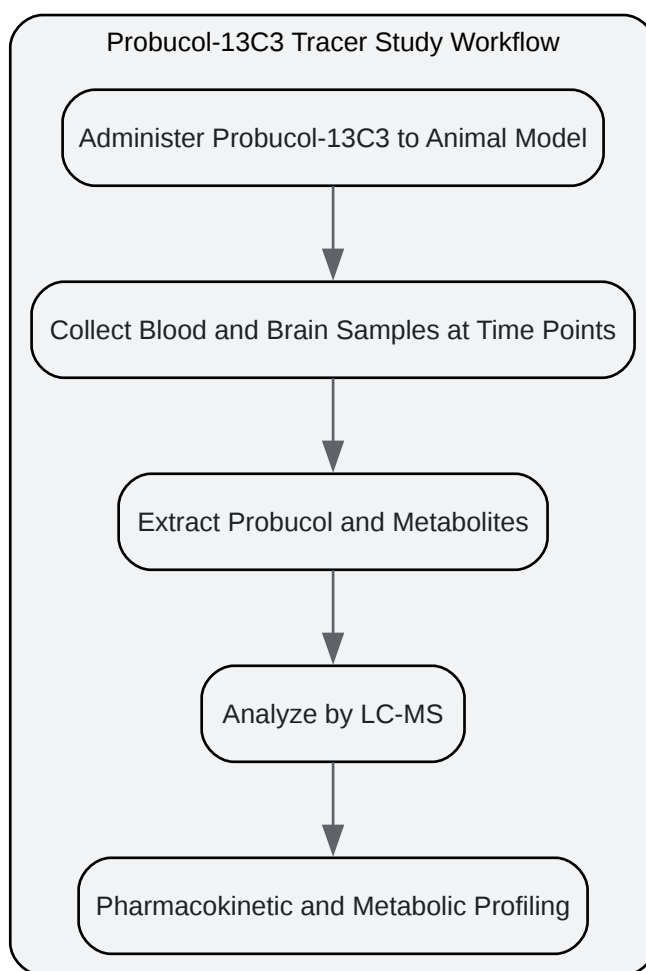 Probucol-13C3 Tracer Study Workflow
Administer Probucol-13C3 to Animal Model
Collect Blood and Brain Samples at Time Points
Extract Probucol and Metabolites
Analyze by LC-MS
Pharmacokinetic and Metabolic Profiling